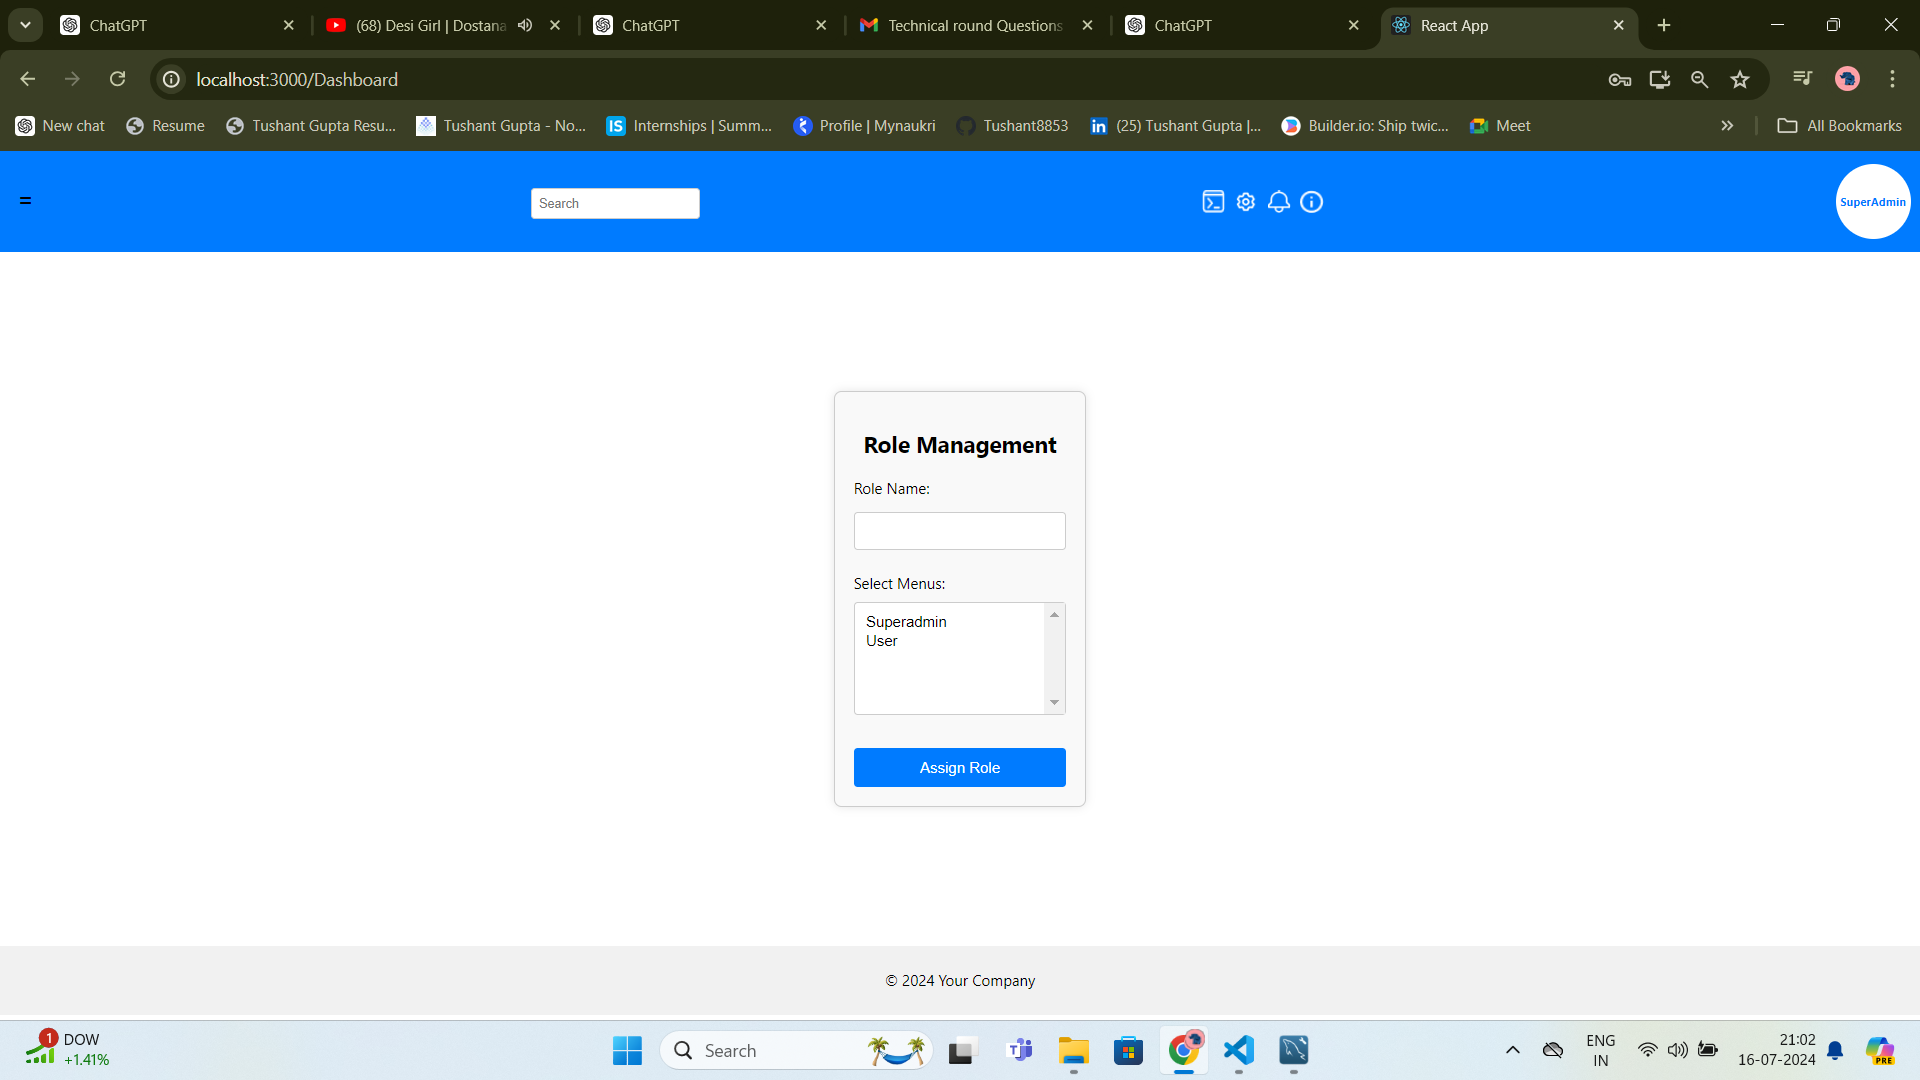 ChatGPT
(68) Desi Girl | Dostana
ChatGPT
Technical round Questions
ChatGPT
React App
localhost:3000/Dashboard
New chat
Resume
Tushant Gupta Resu...
Tushant Gupta - No...
IS
Internships | Summ...
Profile | Mynaukri
Tushant8853
in
(25) Tushant Gupta |...
Builder.io: Ship twic...
Meet
All Bookmarks
=
Search
SuperAdmin
Role Management
Role Name:
Select Menus:
Superadmin
User
Assign Role
© 2024 Your Company
1
DOW
+1.41%
Search
ENG
IN
21:02
16-07-2024
PRE